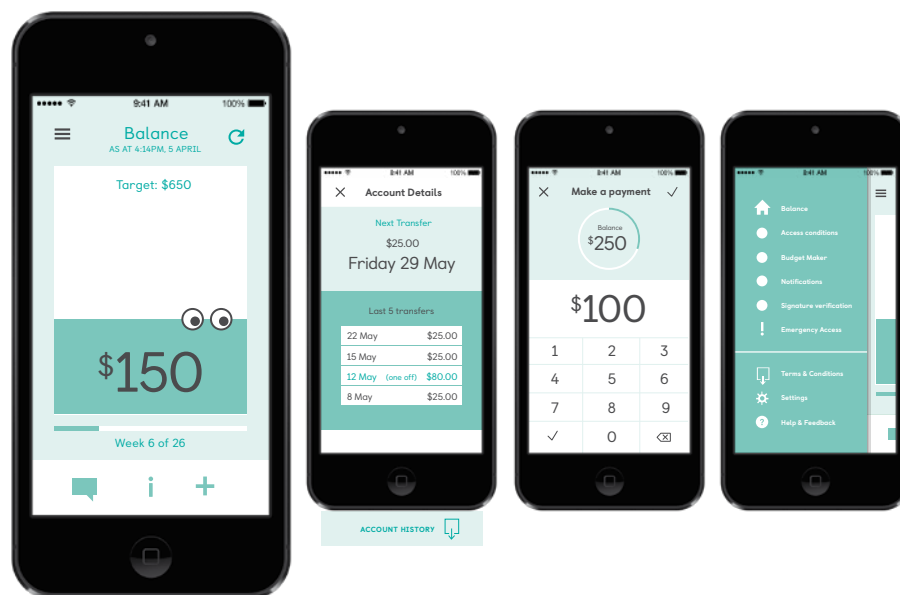 9:41 AM 100%
Balance
AS AT 4:14PM, 5 APRIL
Target: $650
$150
Week 6 of 26
i +
9:41 AM 100%
Account Details
Next Transfer
$25.00
Friday 29 May
Last 5 transfers
22 May $25.00
15 May $25.00
12 May (one off) $80.00
8 May $25.00
ACCOUNT HISTORY
9:41 AM 100%
Make a payment
Balance
$250
$100
1 2 3
4 5 6
7 8 9
0
9:41 AM 100%
Balance
Access conditions
Budget Maker
Notifications
Signature verification
! Emergency Access
Terms & Conditions
Settings
? Help & Feedback